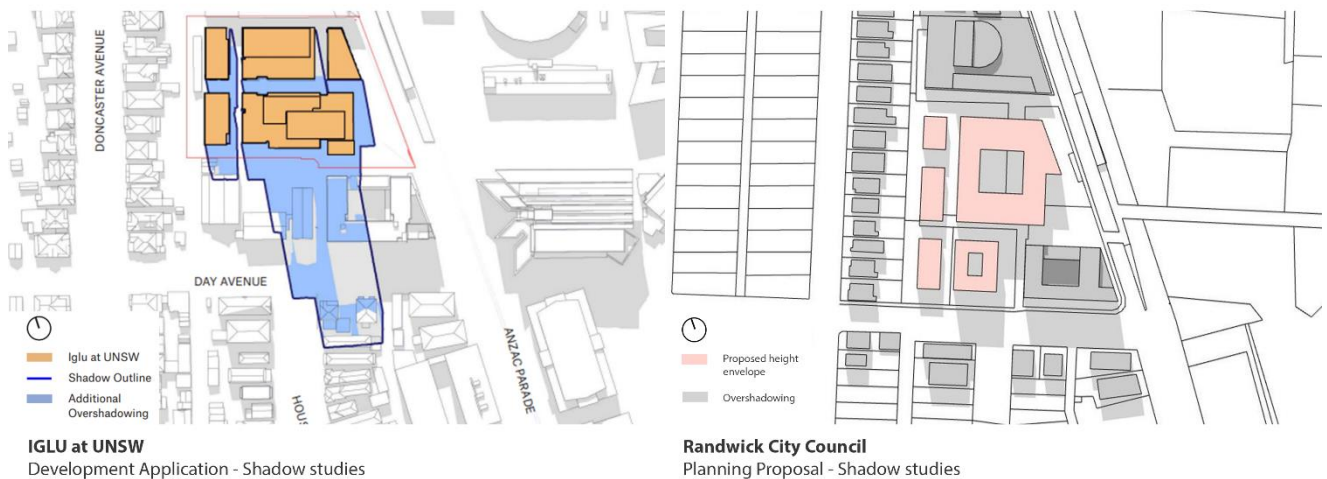 DONCASTER AVENUE
DAY AVENUE
ANZAC PARADE
HOUS
Iglu at UNSW
Shadow Outline
Additional
Overshadowing
IGLU at UNSW
Development Application - Shadow studies
Proposed height
envelope
Overshadowing
Randwick City Council
Planning Proposal - Shadow studies